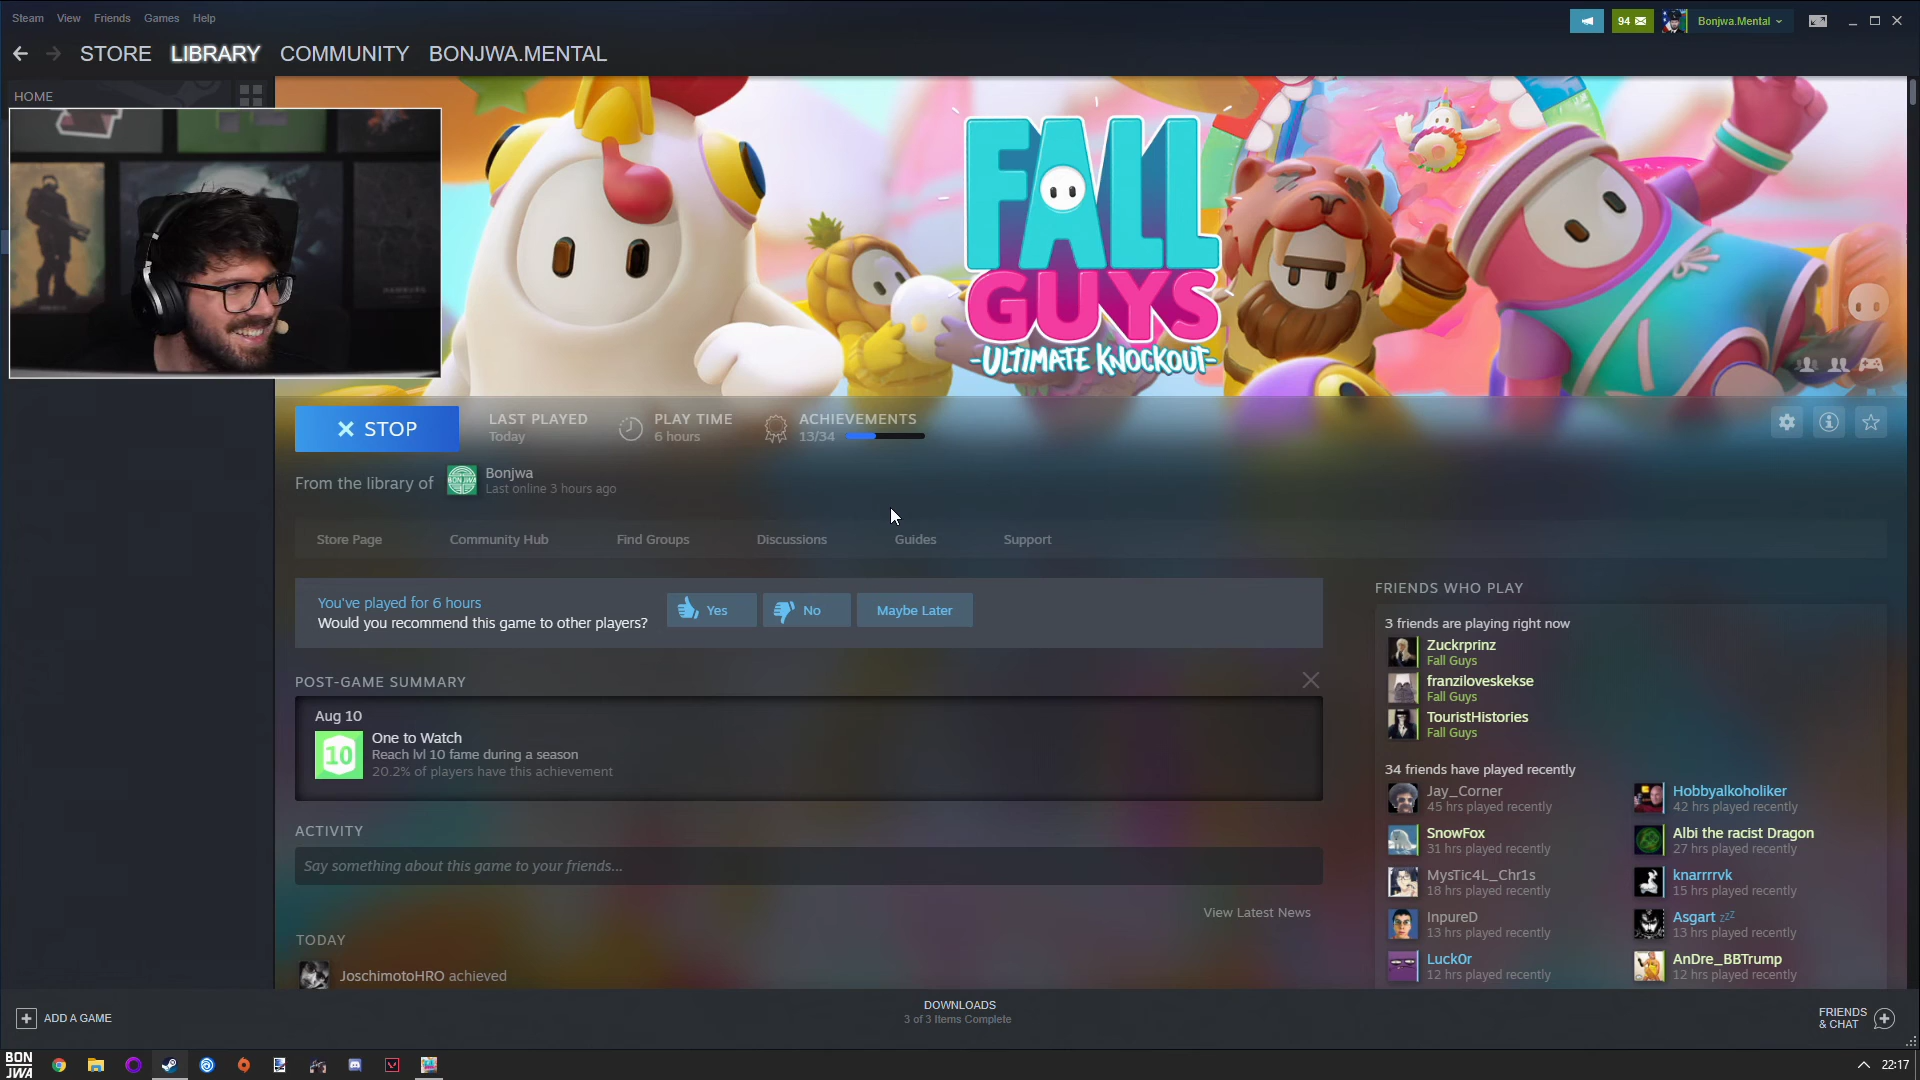 Steam View Friends Games Help
94 Bonjwa.Mental
STORE LIBRARY COMMUNITY BONJWA.MENTAL
HOME
FALL
GUYS
-ULTIMATE KNOCKOUT-
STOP
LAST PLAYED
Today
PLAY TIME
6 hours
ACHIEVEMENTS
13/34
From the library of
Bonjwa
Last online 3 hours ago
Store Page Community Hub Find Groups Discussions Guides Support
You've played for 6 hours
Would you recommend this game to other players?
Yes No Maybe Later
POST-GAME SUMMARY
Aug 10
10
One to Watch
Reach lvl 10 fame during a season
20.2% of players have this achievement
ACTIVITY
Say something about this game to your friends...
View Latest News
TODAY
JoschimotoHRO achieved
FRIENDS WHO PLAY
3 friends are playing right now
Zuckrprinz
Fall Guys
franziloveskekse
Fall Guys
TouristHistories
Fall Guys
34 friends have played recently
Jay_Corner
45 hrs played recently
Hobbyalkoholiker
42 hrs played recently
SnowFox
31 hrs played recently
Albi the racist Dragon
27 hrs played recently
MysTic4L_Chr1s
18 hrs played recently
knarrrrvk
15 hrs played recently
InpureD
13 hrs played recently
Asgart zzZ
13 hrs played recently
Luck0r
12 hrs played recently
AnDre_BBTrump
12 hrs played recently
ADD A GAME
DOWNLOADS
3 of 3 Items Complete
FRIENDS
& CHAT
BON
JWA
22:17